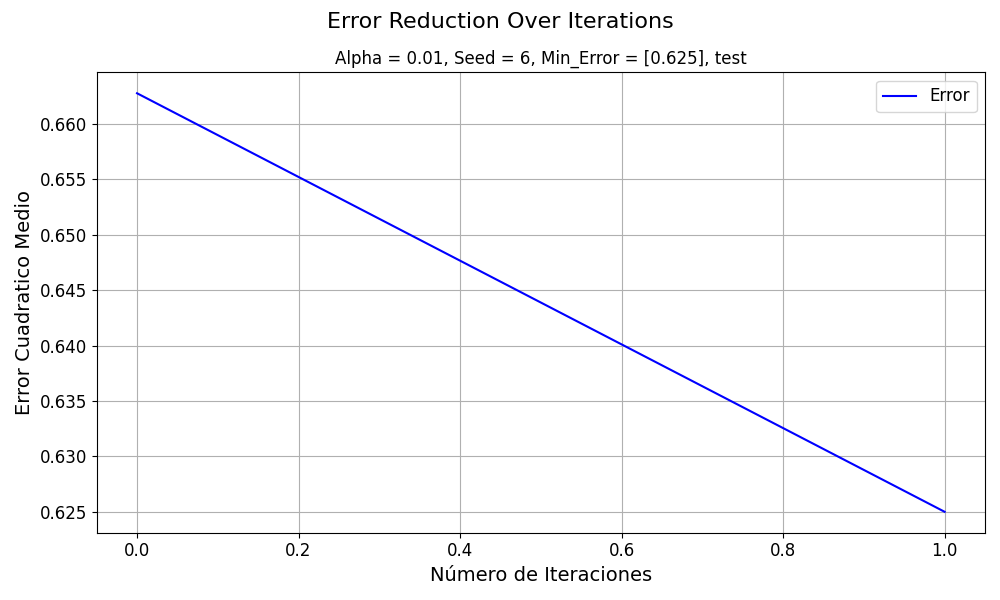 Error Reduction Over Iterations
Alpha = 0.01, Seed = 6, Min_Error = [0.625], test
Error
Error Cuadratico Medio
0.660
0.655
0.650
0.645
0.640
0.635
0.630
0.625
0.0 0.2 0.4 0.6 0.8 1.0
Número de Iteraciones